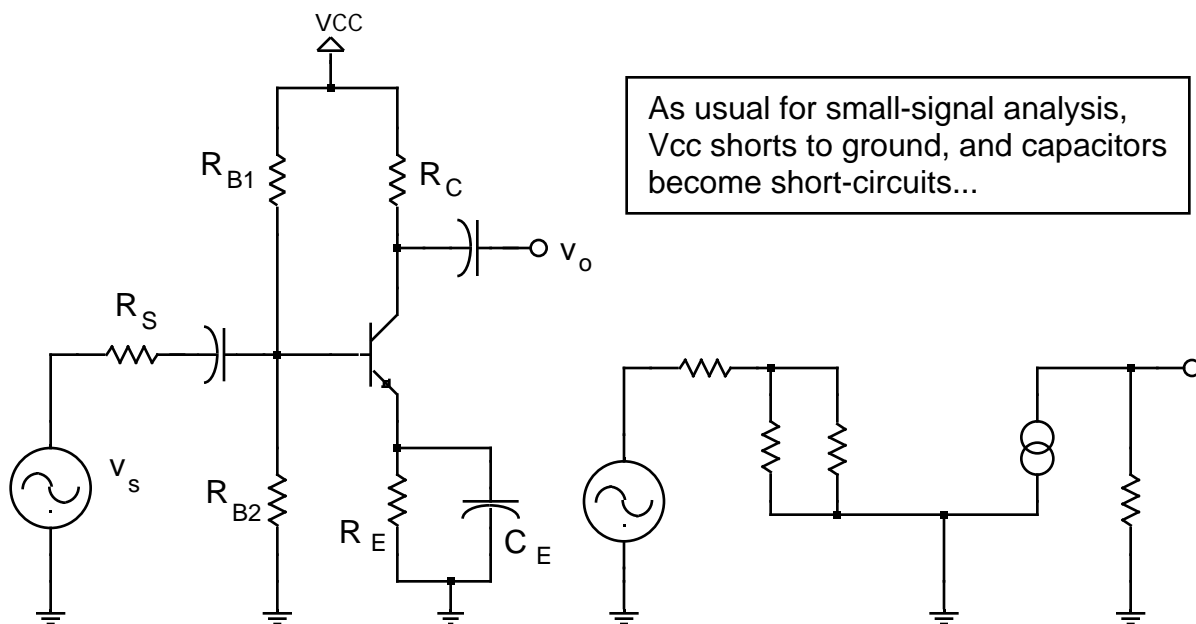 VCC
As usual for small-signal analysis,
Vcc shorts to ground, and capacitors
become short-circuits...
R B1
R C
v o
R S
v s
R B2
R E
C E